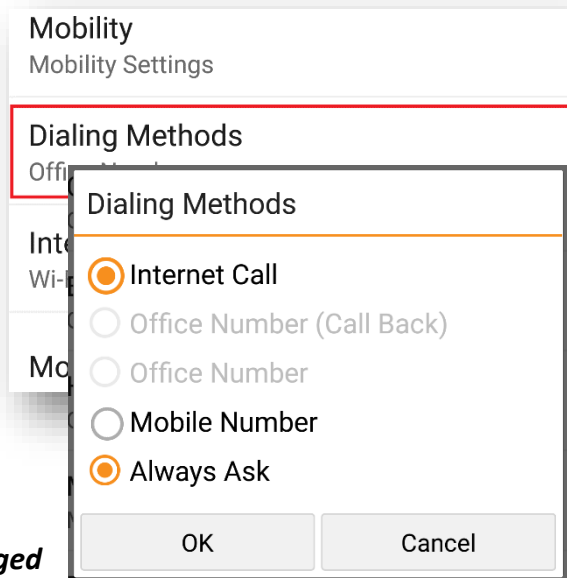 Mobility
Mobility Settings
Dialing Methods
Dialing Methods
Internet Call
Office Number (Call Back)
Office Number
Mobile Number
Always Ask
OK
Cancel